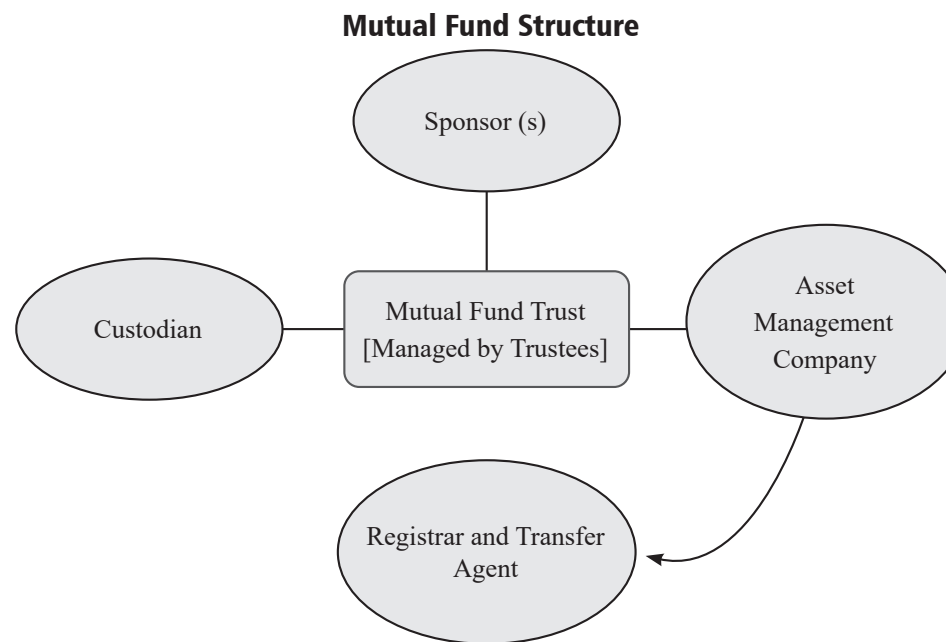 Mutual Fund Structure
Sponsor (s)
Custodian
Mutual Fund Trust
[Managed by Trustees]
Asset
Management
Company
Registrar and Transfer
Agent